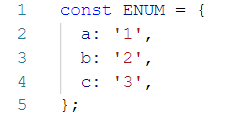 1 const ENUM = {
2   a: '1',
3   b: '2',
4   c: '3',
5 };